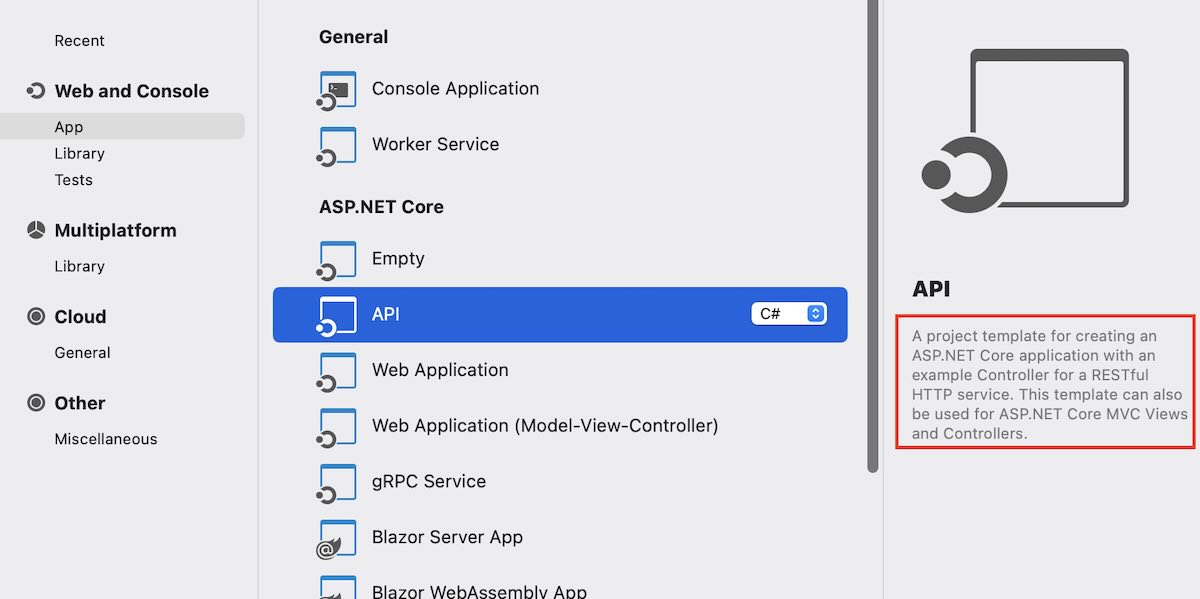 Recent
Web and Console
App
Library
Tests
Multiplatform
Library
Cloud
General
Other
Miscellaneous
General
Console Application
Worker Service
ASP.NET Core
Empty
API
C#
Web Application
Web Application (Model-View-Controller)
gRPC Service
Blazor Server App
Blazor WebAssembly App
API
A project template for creating an
ASP.NET Core application with an
example Controller for a RESTful
HTTP service. This template can also
be used for ASP.NET Core MVC Views
and Controllers.